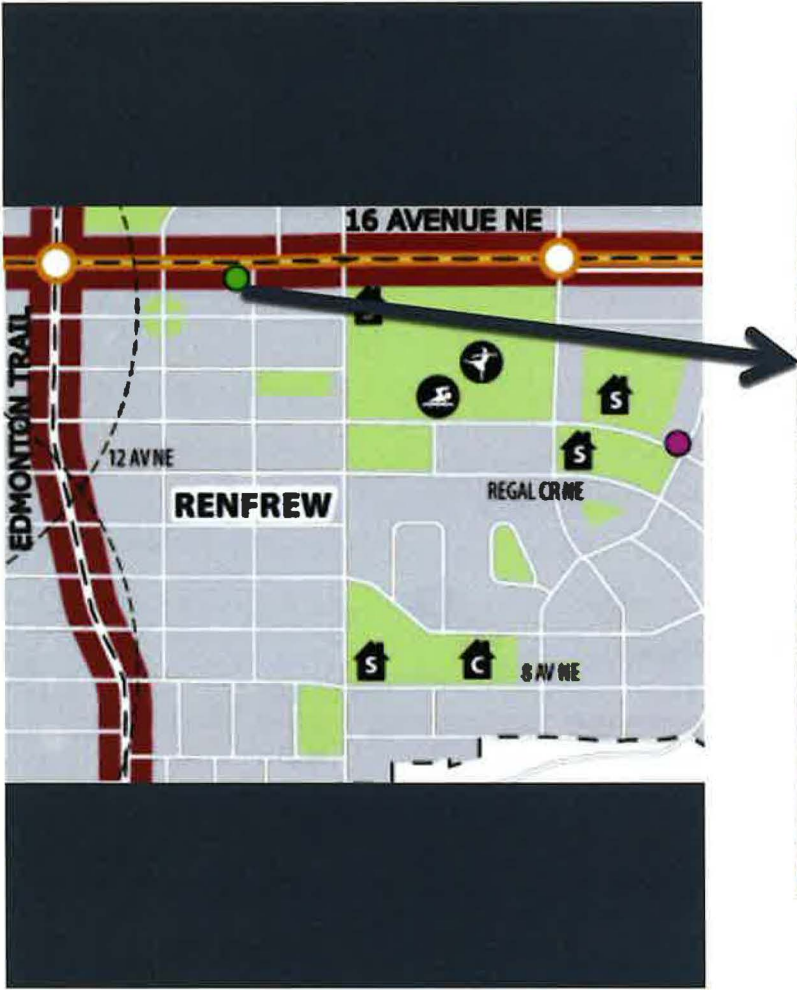 16 AVENUE NE
EDMONTON TRAIL
S
12 AV NE
S
RENFREW
REGAL CR NE
S
C
8 AV NE